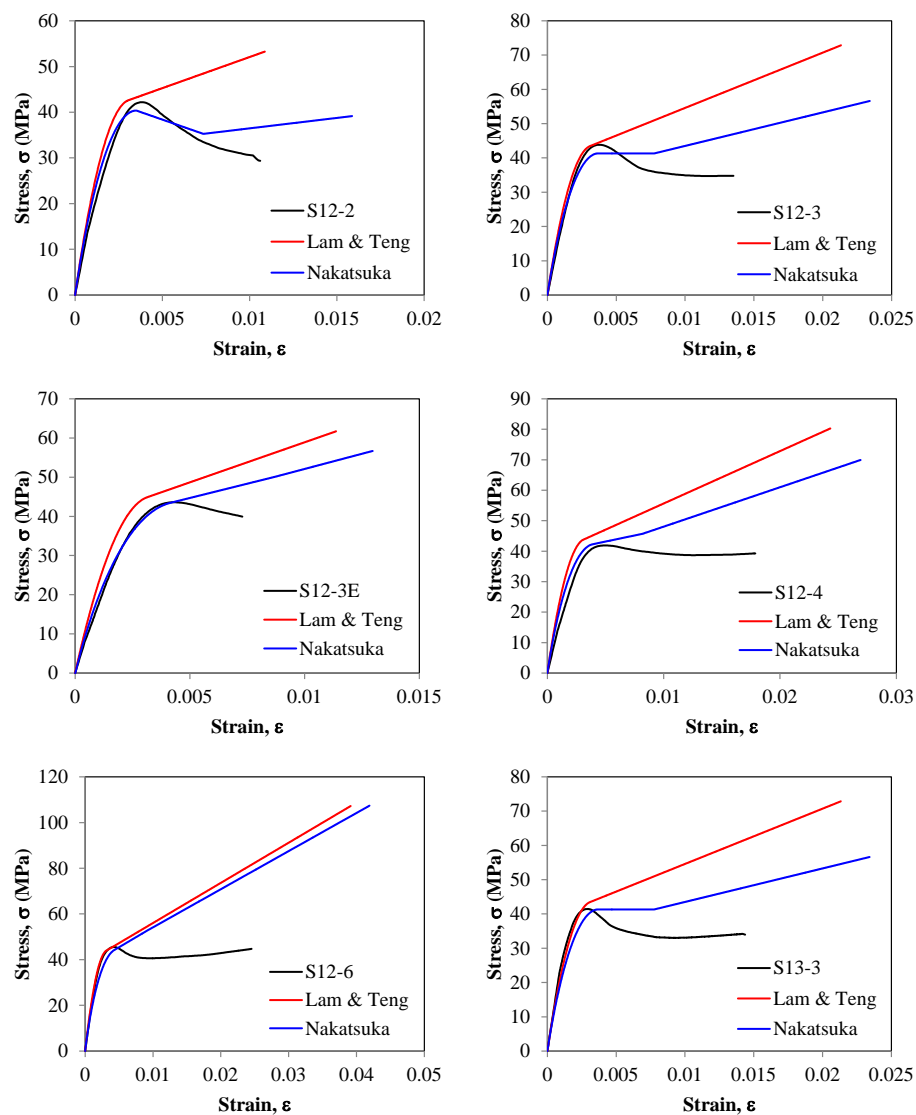 60
50
40
30
20
10
0
0
0.005
0.01
0.015
0.02
Stress, σ (MPa)
Strain, ε
S12-2
Lam & Teng
Nakatsuka
80
70
60
50
40
30
20
10
0
0
0.005
0.01
0.015
0.02
0.025
Stress, σ (MPa)
Strain, ε
S12-3
Lam & Teng
Nakatsuka
70
60
50
40
30
20
10
0
0
0.005
0.01
0.015
Stress, σ (MPa)
Strain, ε
S12-3E
Lam & Teng
Nakatsuka
90
80
70
60
50
40
30
20
10
0
0
0.01
0.02
0.03
Stress, σ (MPa)
Strain, ε
S12-4
Lam & Teng
Nakatsuka
120
100
80
60
40
20
0
0
0.01
0.02
0.03
0.04
0.05
Stress, σ (MPa)
Strain, ε
S12-6
Lam & Teng
Nakatsuka
80
70
60
50
40
30
20
10
0
0
0.005
0.01
0.015
0.02
0.025
Stress, σ (MPa)
Strain, ε
S13-3
Lam & Teng
Nakatsuka